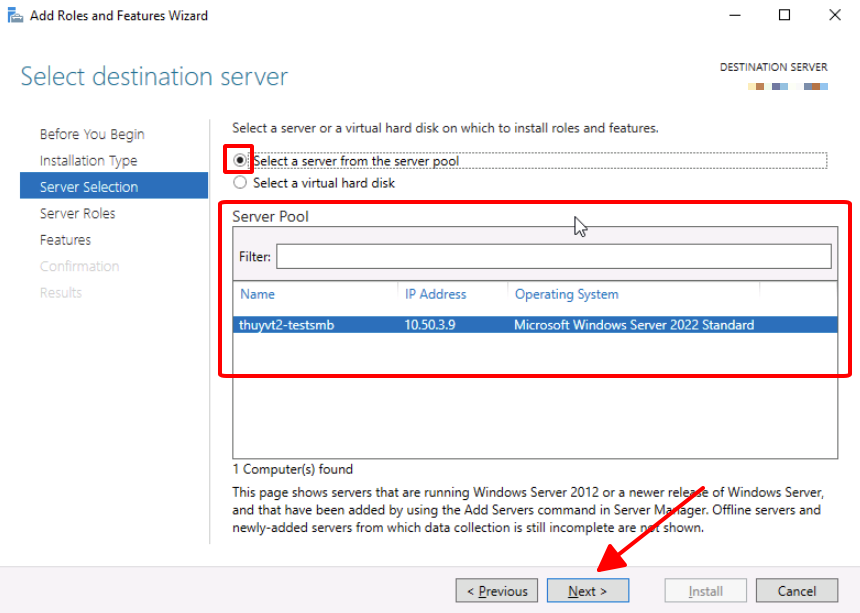 Add Roles and Features Wizard
Select destination server
DESTINATION SERVER
Before You Begin
Installation Type
Server Selection
Server Roles
Features
Confirmation
Results
Select a server or a virtual hard disk on which to install roles and features.
Select a server from the server pool
Select a virtual hard disk
Server Pool
Filter:
Name IP Address Operating System
thuyvt2-testsmb 10.50.3.9 Microsoft Windows Server 2022 Standard
1 Computer(s) found
This page shows servers that are running Windows Server 2012 or a newer release of Windows Server,
and that have been added by using the Add Servers command in Server Manager. Offline servers and
newly-added servers from which data collection is still incomplete are not shown.
< Previous Next > Install Cancel